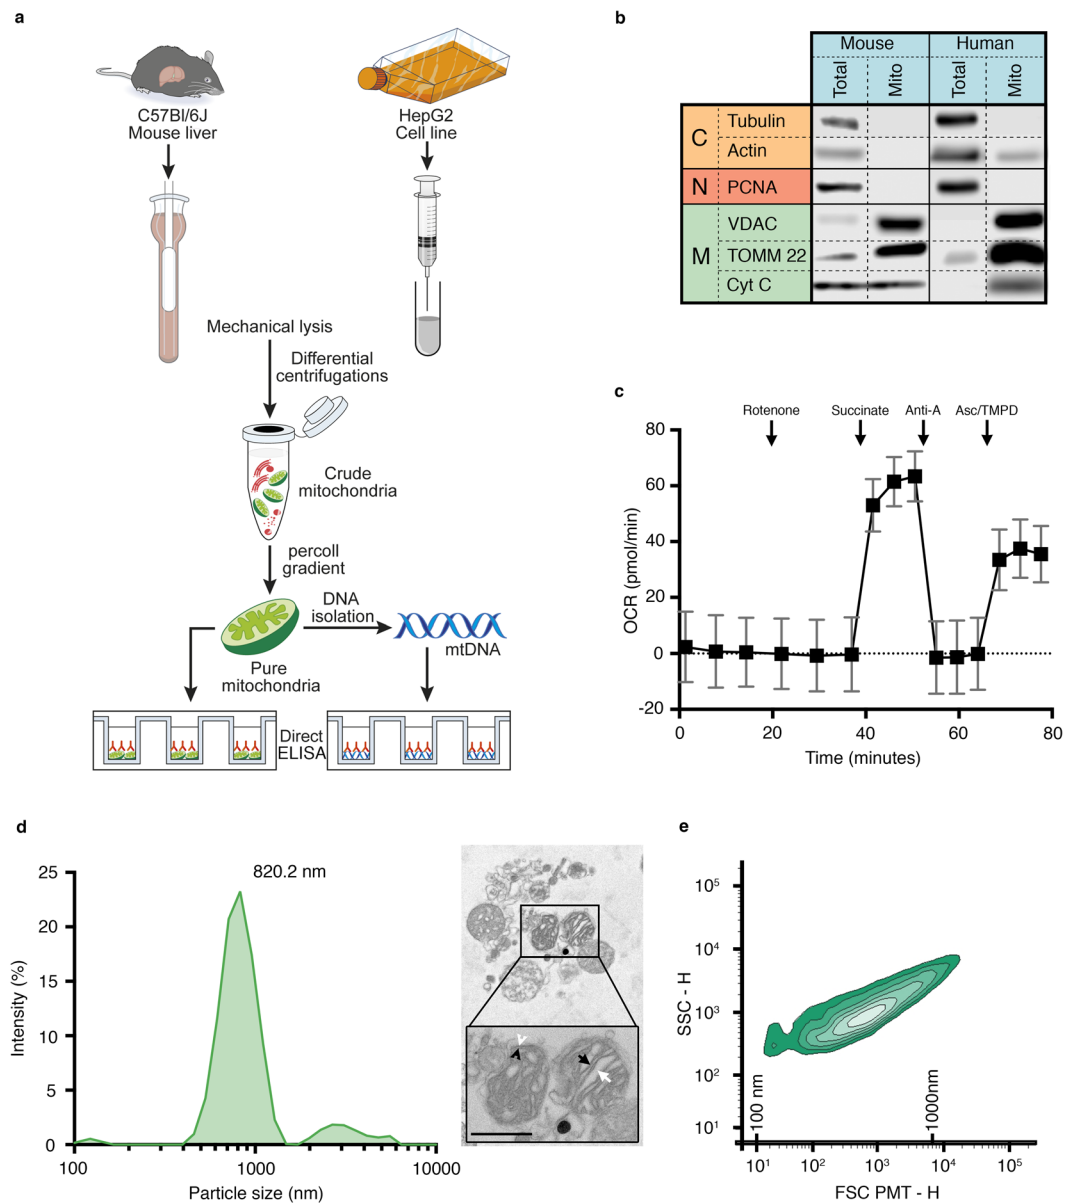 a
C57Bl/6J
Mouse liver
HepG2
Cell line
Mechanical lysis
Differential
centrifugations
Crude
mitochondria
percoll
gradient
DNA
isolation
mtDNA
Pure
mitochondria
Direct
ELISA
b
Mouse Human
Total Mito Total Mito
C Tubulin
Actin
N PCNA
M VDAC
TOMM 22
Cyt C
c
Rotenone Succinate Anti-A Asc/TMPD
OCR (pmol/min)
80
60
40
20
0
-20
0 20 40 60 80
Time (minutes)
d
820.2 nm
Intensity (%)
25
20
15
10
5
0
100 1000 10000
Particle size (nm)
e
SSC - H
10⁵
10⁴
10³
10²
10¹
100 nm 1000nm
10¹ 10² 10³ 10⁴ 10⁵
FSC PMT - H